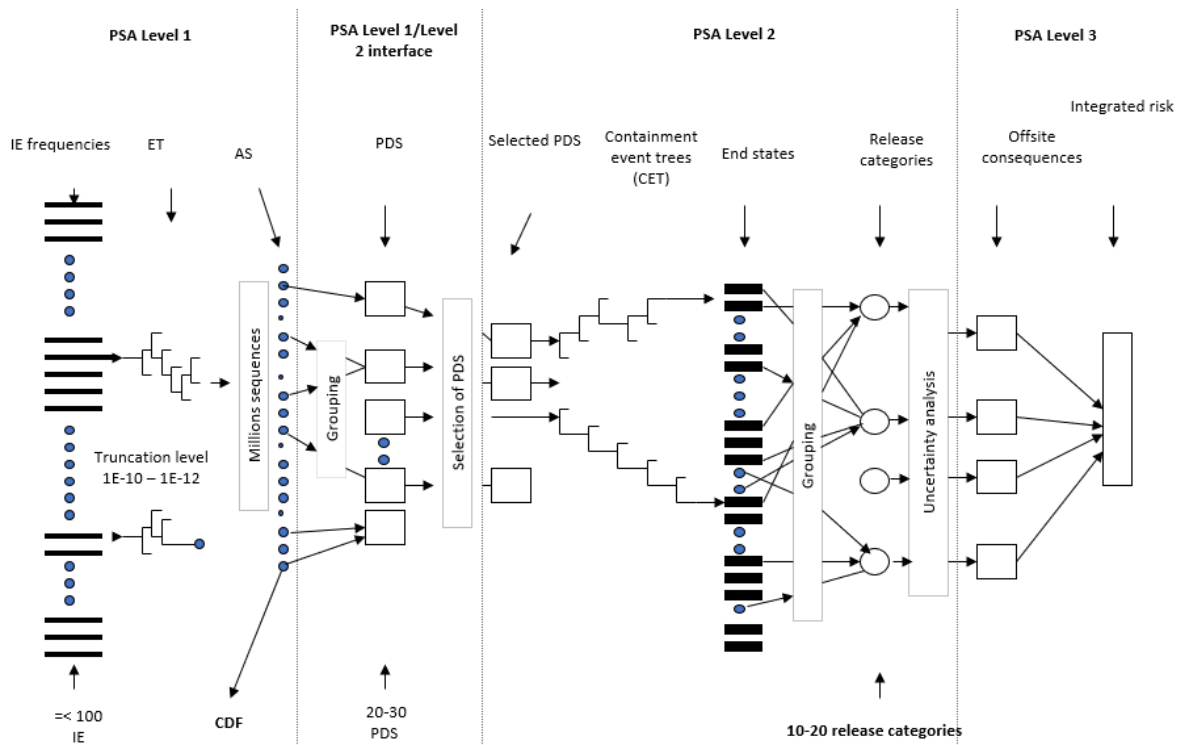 PSA Level 1
PSA Level 1/Level
2 interface
PSA Level 2
PSA Level 3
IE frequencies
ET
AS
PDS
Selected PDS
Containment
event trees
(CET)
End states
Release
categories
Offsite
consequences
Integrated risk
Millions sequences
Grouping
Selection of PDS
Grouping
Uncertainty analysis
Truncation level
1E-10 – 1E-12
=< 100
IE
CDF
20-30
PDS
10-20 release categories